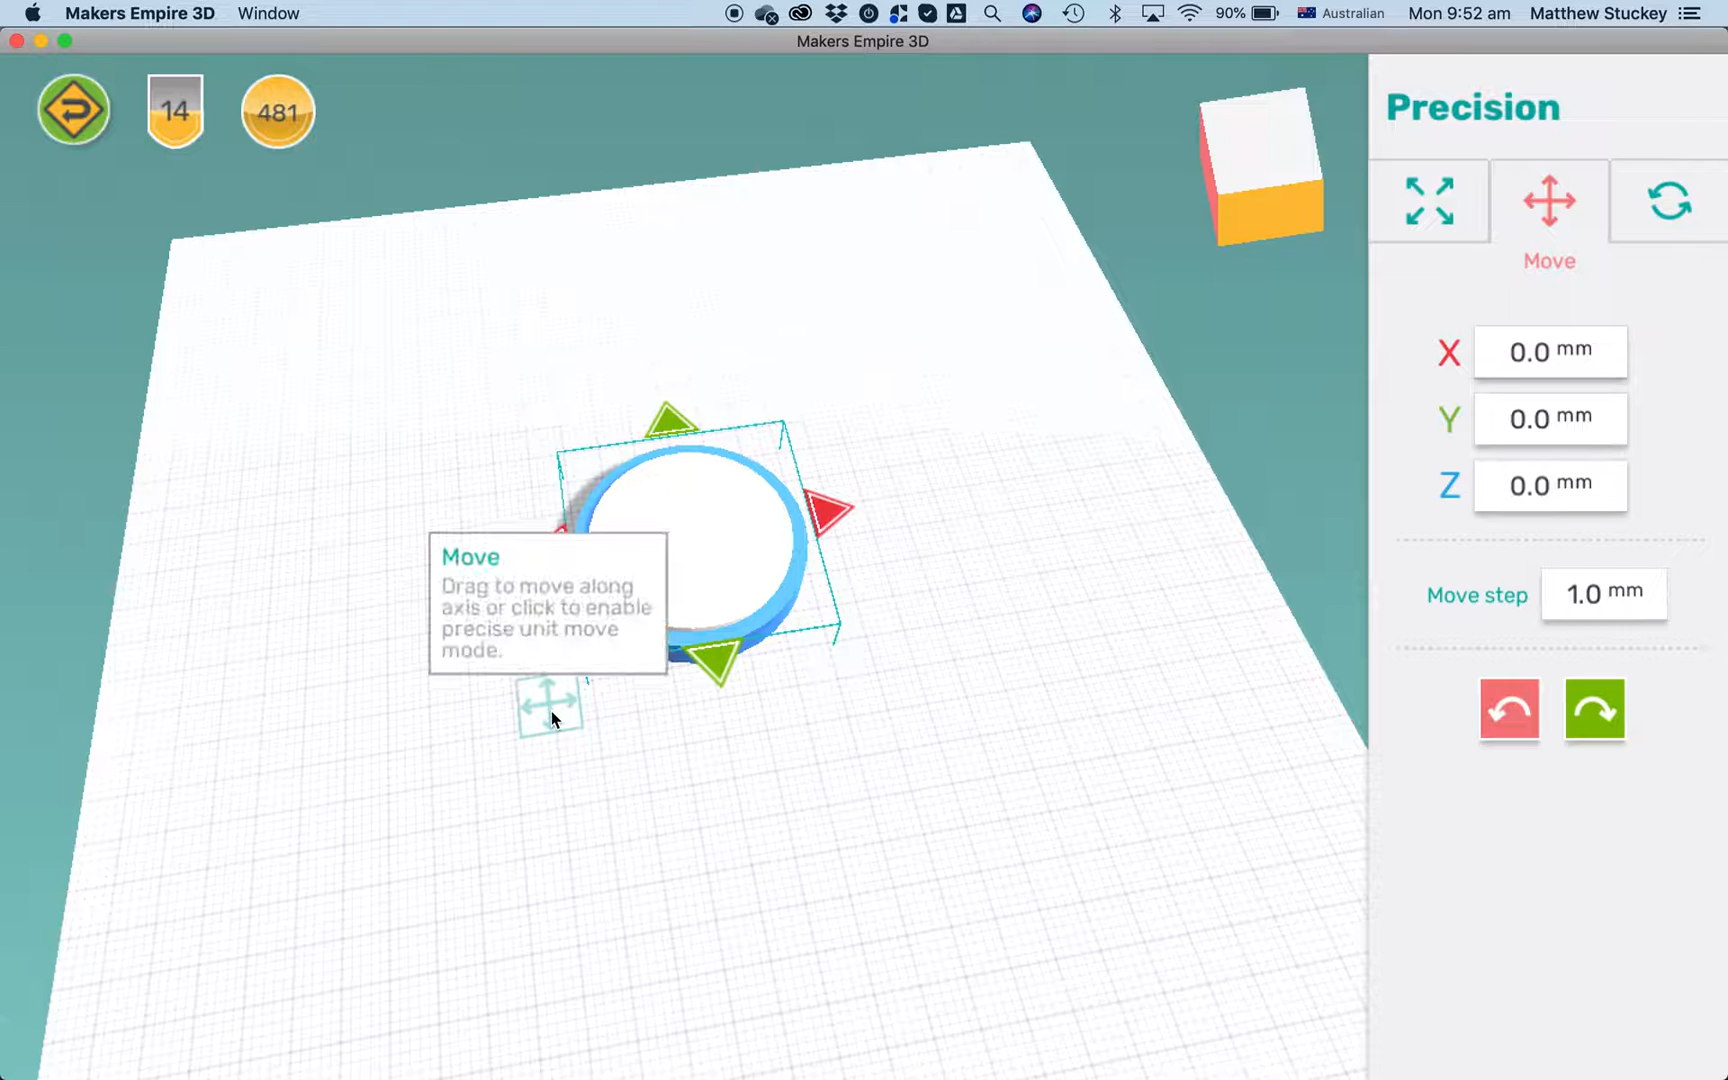 Makers Empire 3D Window 90% Australian Mon 9:52 am Matthew Stuckey
Makers Empire 3D
14
481
Precision
Move
X 0.0 mm
Y 0.0 mm
Z 0.0 mm
Move
Drag to move along
axis or click to enable
precise unit move
mode.
Move step 1.0 mm